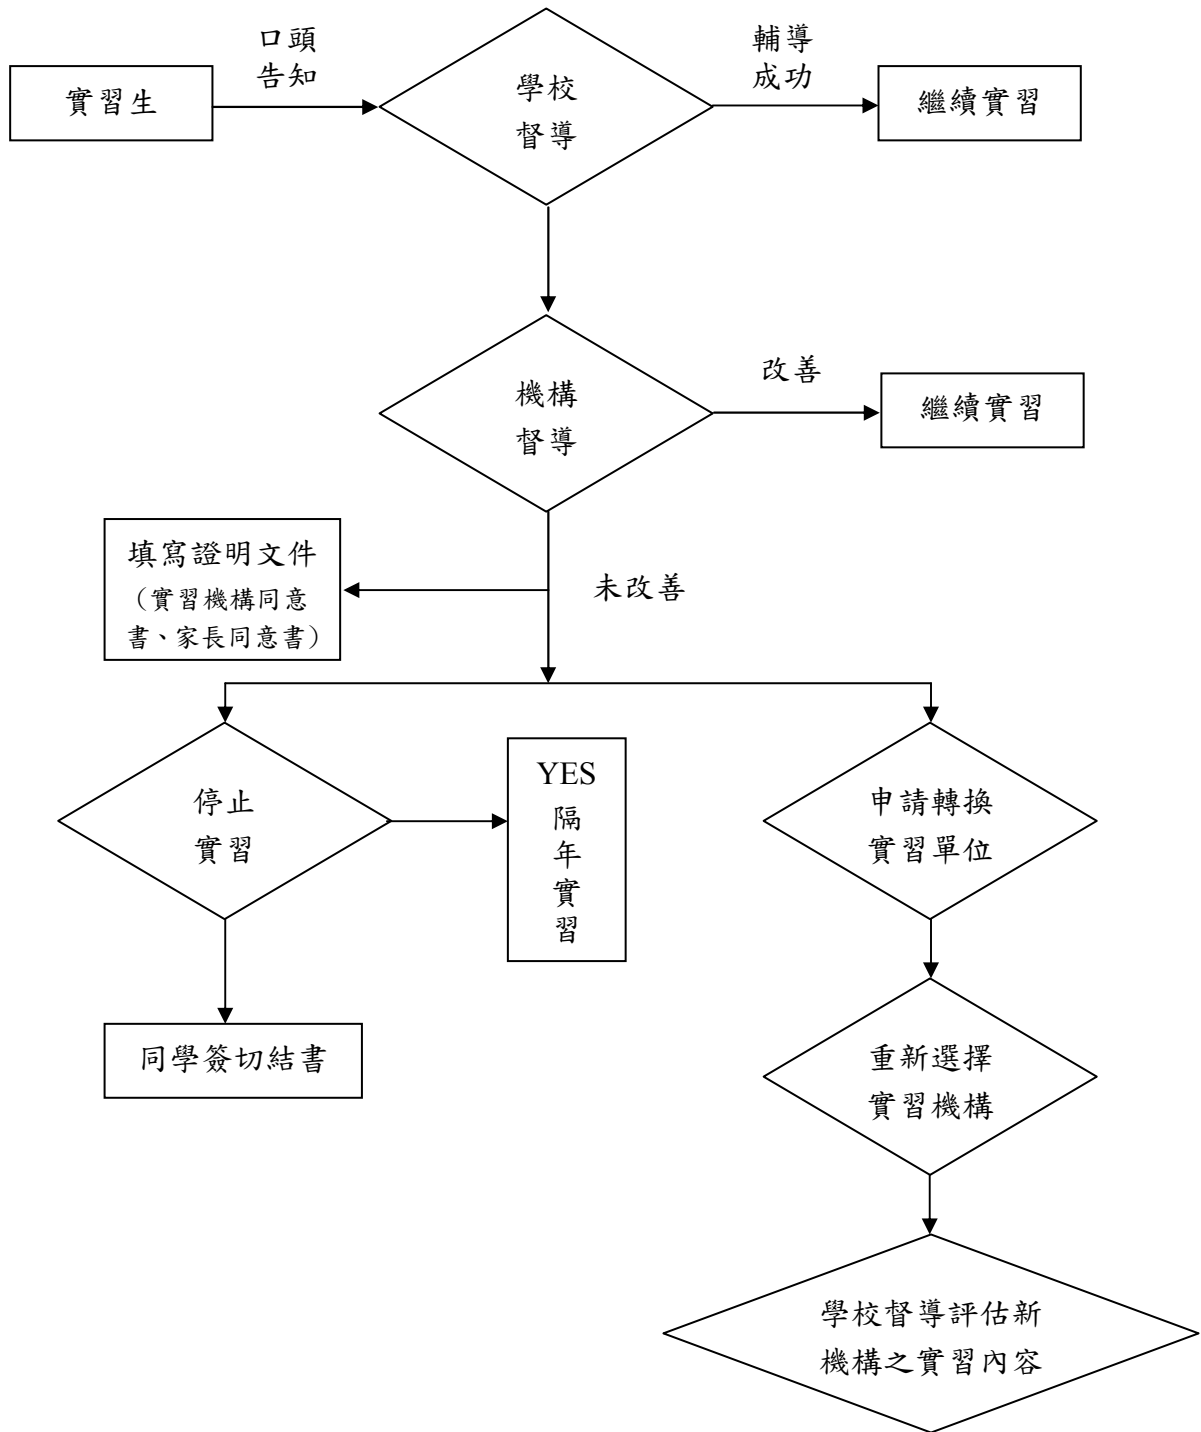 口頭
告知
輔導
成功
實習生
學校
督導
繼續實習
機構
督導
改善
繼續實習
填寫證明文件
（實習機構同意
書、家長同意書）
未改善
停止
實習
YES
隔
年
實
習
申請轉換
實習單位
同學簽切結書
重新選擇
實習機構
學校督導評估新
機構之實習內容